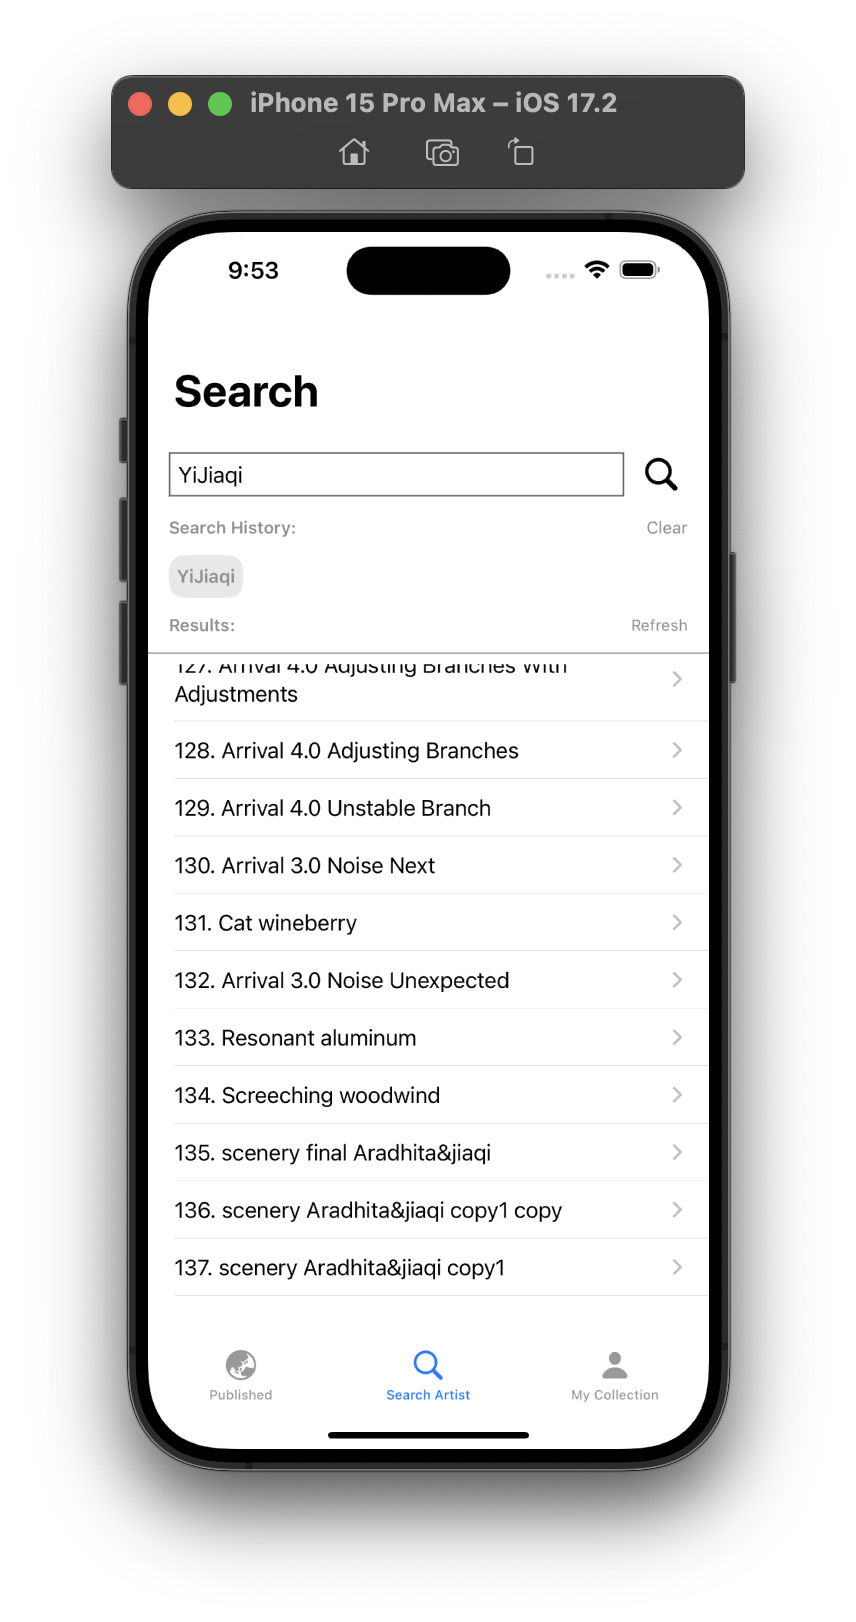 iPhone 15 Pro Max – iOS 17.2
9:53
Search
YiJiaqi
Search History:
Clear
YiJiaqi
Results:
Refresh
127. Arrival 4.0 Adjusting Branches With
Adjustments
128. Arrival 4.0 Adjusting Branches
129. Arrival 4.0 Unstable Branch
130. Arrival 3.0 Noise Next
131. Cat wineberry
132. Arrival 3.0 Noise Unexpected
133. Resonant aluminum
134. Screeching woodwind
135. scenery final Aradhita&jiaqi
136. scenery Aradhita&jiaqi copy1 copy
137. scenery Aradhita&jiaqi copy1
Published
Search Artist
My Collection